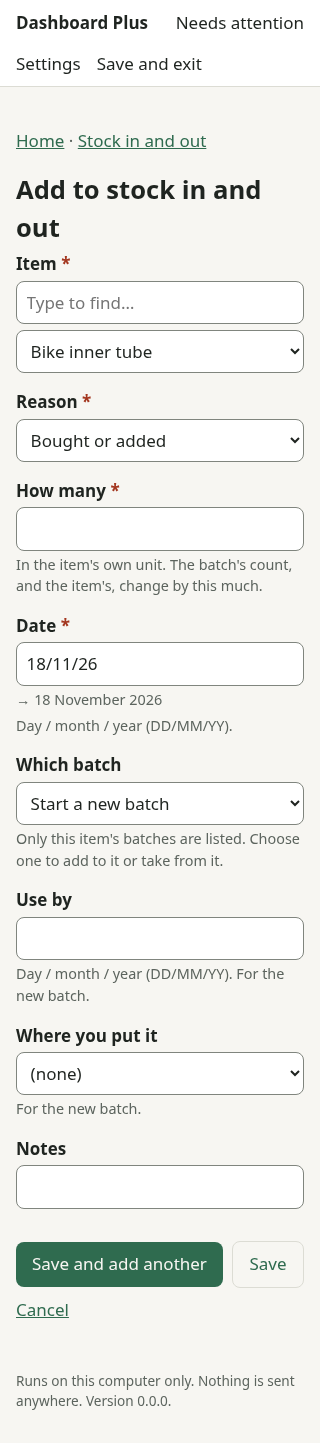 Dashboard Plus Needs attention
Settings Save and exit
Home · Stock in and out
Add to stock in and
out
Item *
Type to find...
Bike inner tube
Reason *
Bought or added
How many *
In the item's own unit. The batch's count,
and the item's, change by this much.
Date *
18/11/26
→ 18 November 2026
Day / month / year (DD/MM/YY).
Which batch
Start a new batch
Only this item's batches are listed. Choose
one to add to it or take from it.
Use by
Day / month / year (DD/MM/YY). For the
new batch.
Where you put it
(none)
For the new batch.
Notes
Save and add another Save
Cancel
Runs on this computer only. Nothing is sent
anywhere. Version 0.0.0.